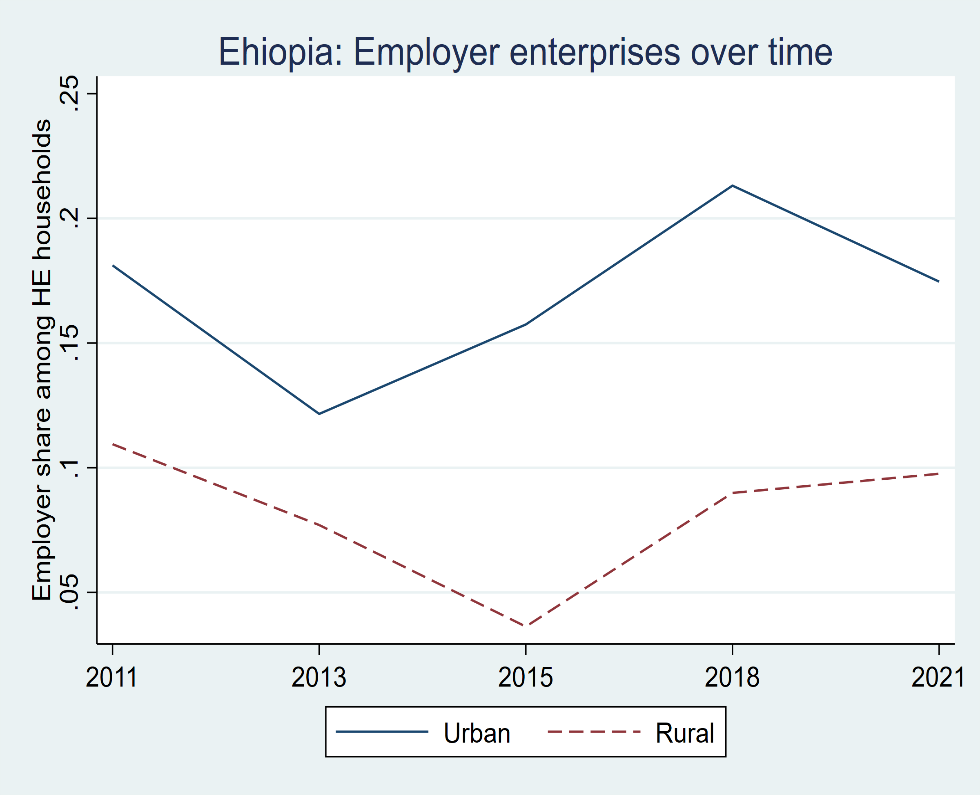 Ehiopia: Employer enterprises over time
Employer share among HE households
.25
.2
.15
.1
.05
2011 2013 2015 2018 2021
Urban Rural